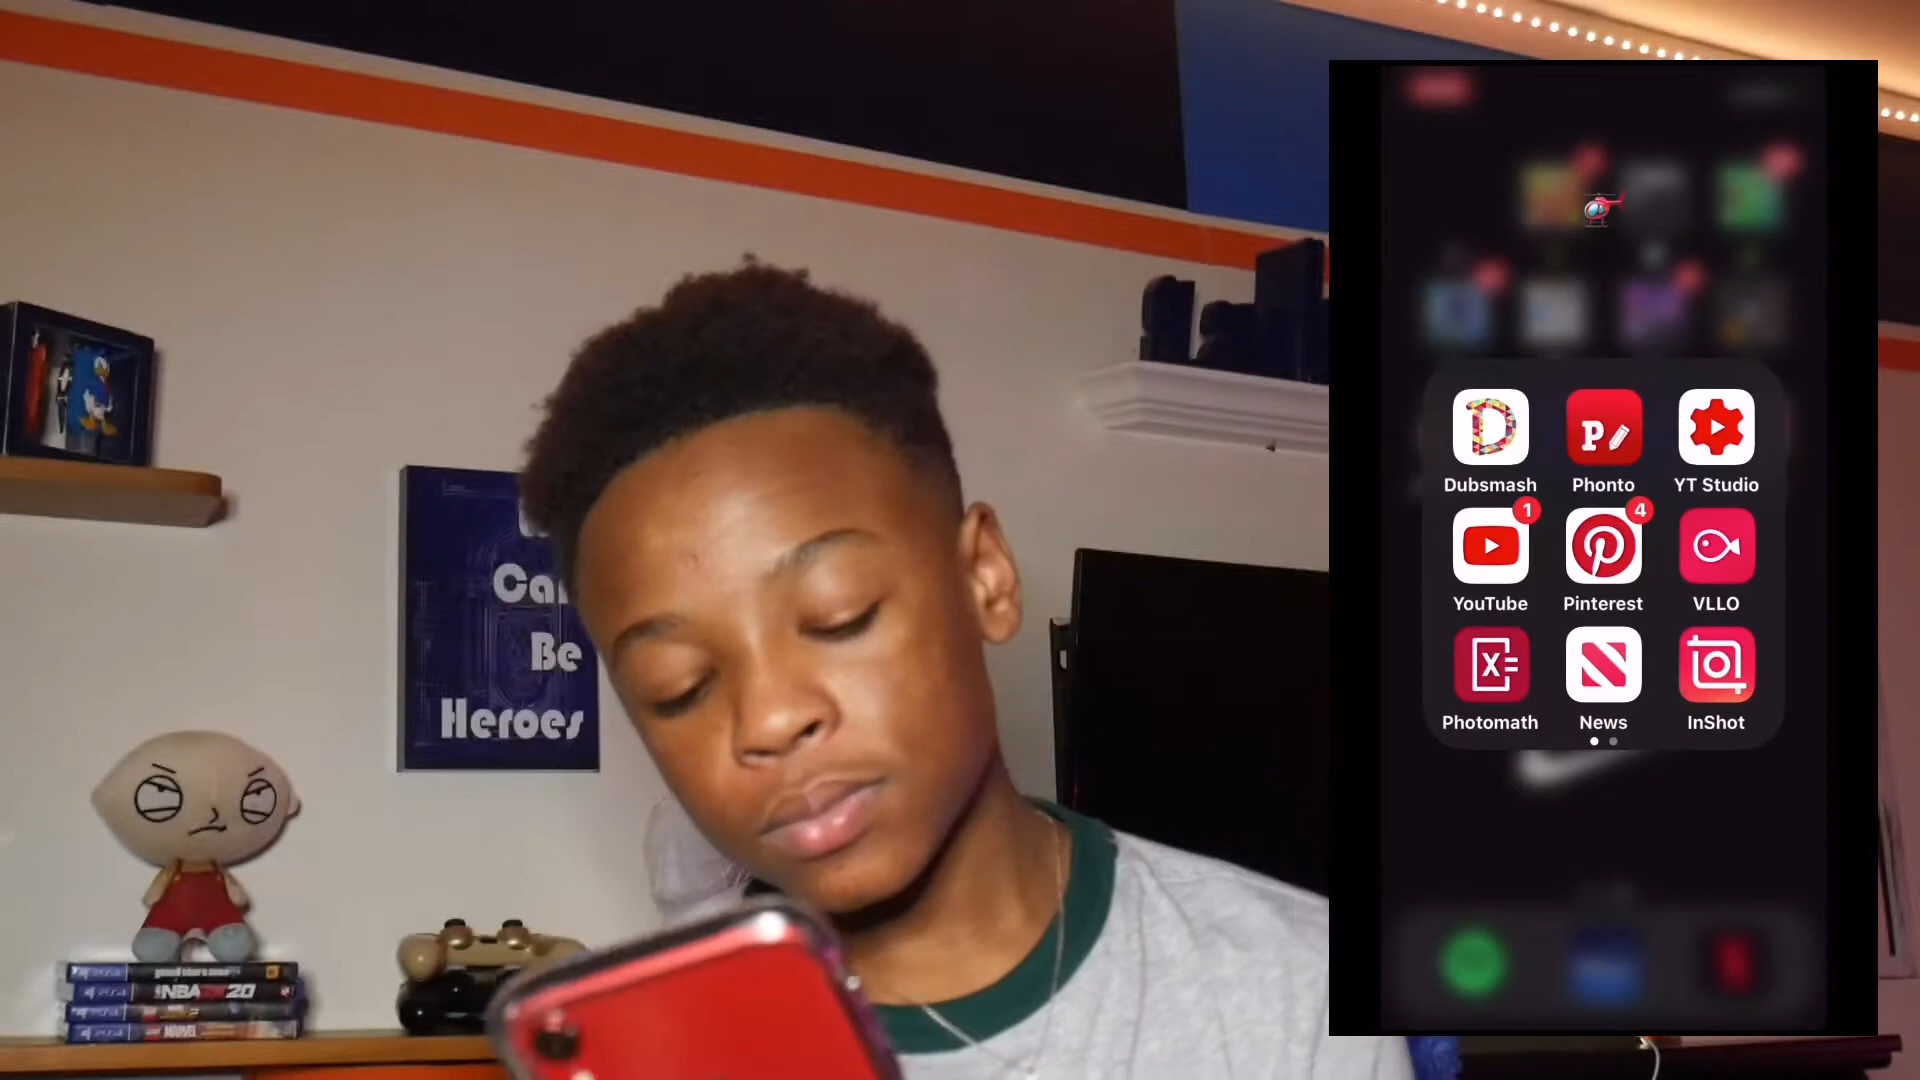 Can
Be
Heroes
NBA 2K20
MARVEL
Dubsmash
Phonto
YT Studio
1
4
YouTube
Pinterest
VLLO
Photomath
News
InShot